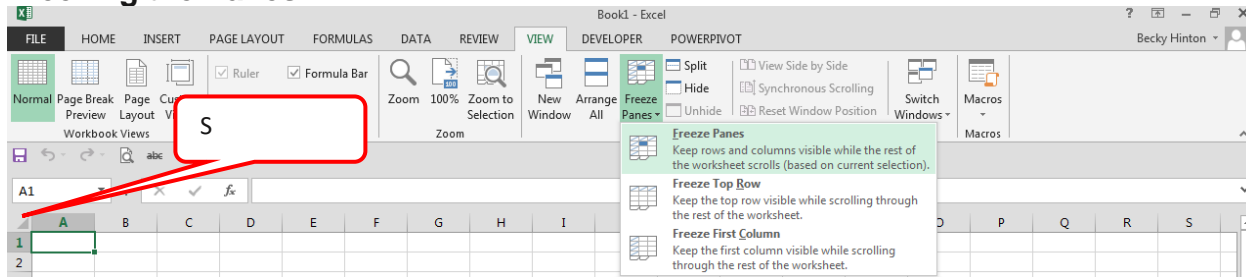 Book1 - Excel
Becky Hinton
FILE HOME INSERT PAGE LAYOUT FORMULAS DATA REVIEW VIEW DEVELOPER POWERPIVOT
Normal
Page Break Preview
Page Layout
Workbook Views
Ruler
Formula Bar
Zoom
100%
Zoom to Selection
Zoom
New Window
Arrange All
Freeze Panes
Split
Hide
Unhide
View Side by Side
Synchronous Scrolling
Reset Window Position
Switch Windows
Macros
Macros
S
abc
A1
fx
Freeze Panes
Keep rows and columns visible while the rest of
the worksheet scrolls (based on current selection).
Freeze Top Row
Keep the top row visible while scrolling through
the rest of the worksheet.
Freeze First Column
Keep the first column visible while scrolling
through the rest of the worksheet.
A B C D E F G H I P Q R S
1
2